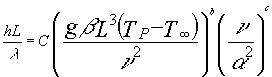 hL/λ = C (gβL³(T_P−T_∞)/ν²)^b (ν/α²)^c